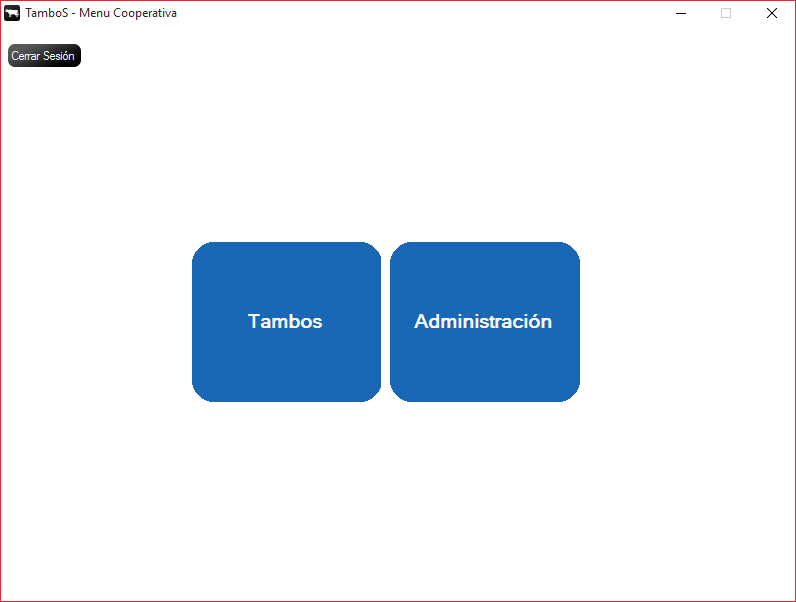 TamboS - Menu Cooperativa
Cerrar Sesión
Tambos
Administración